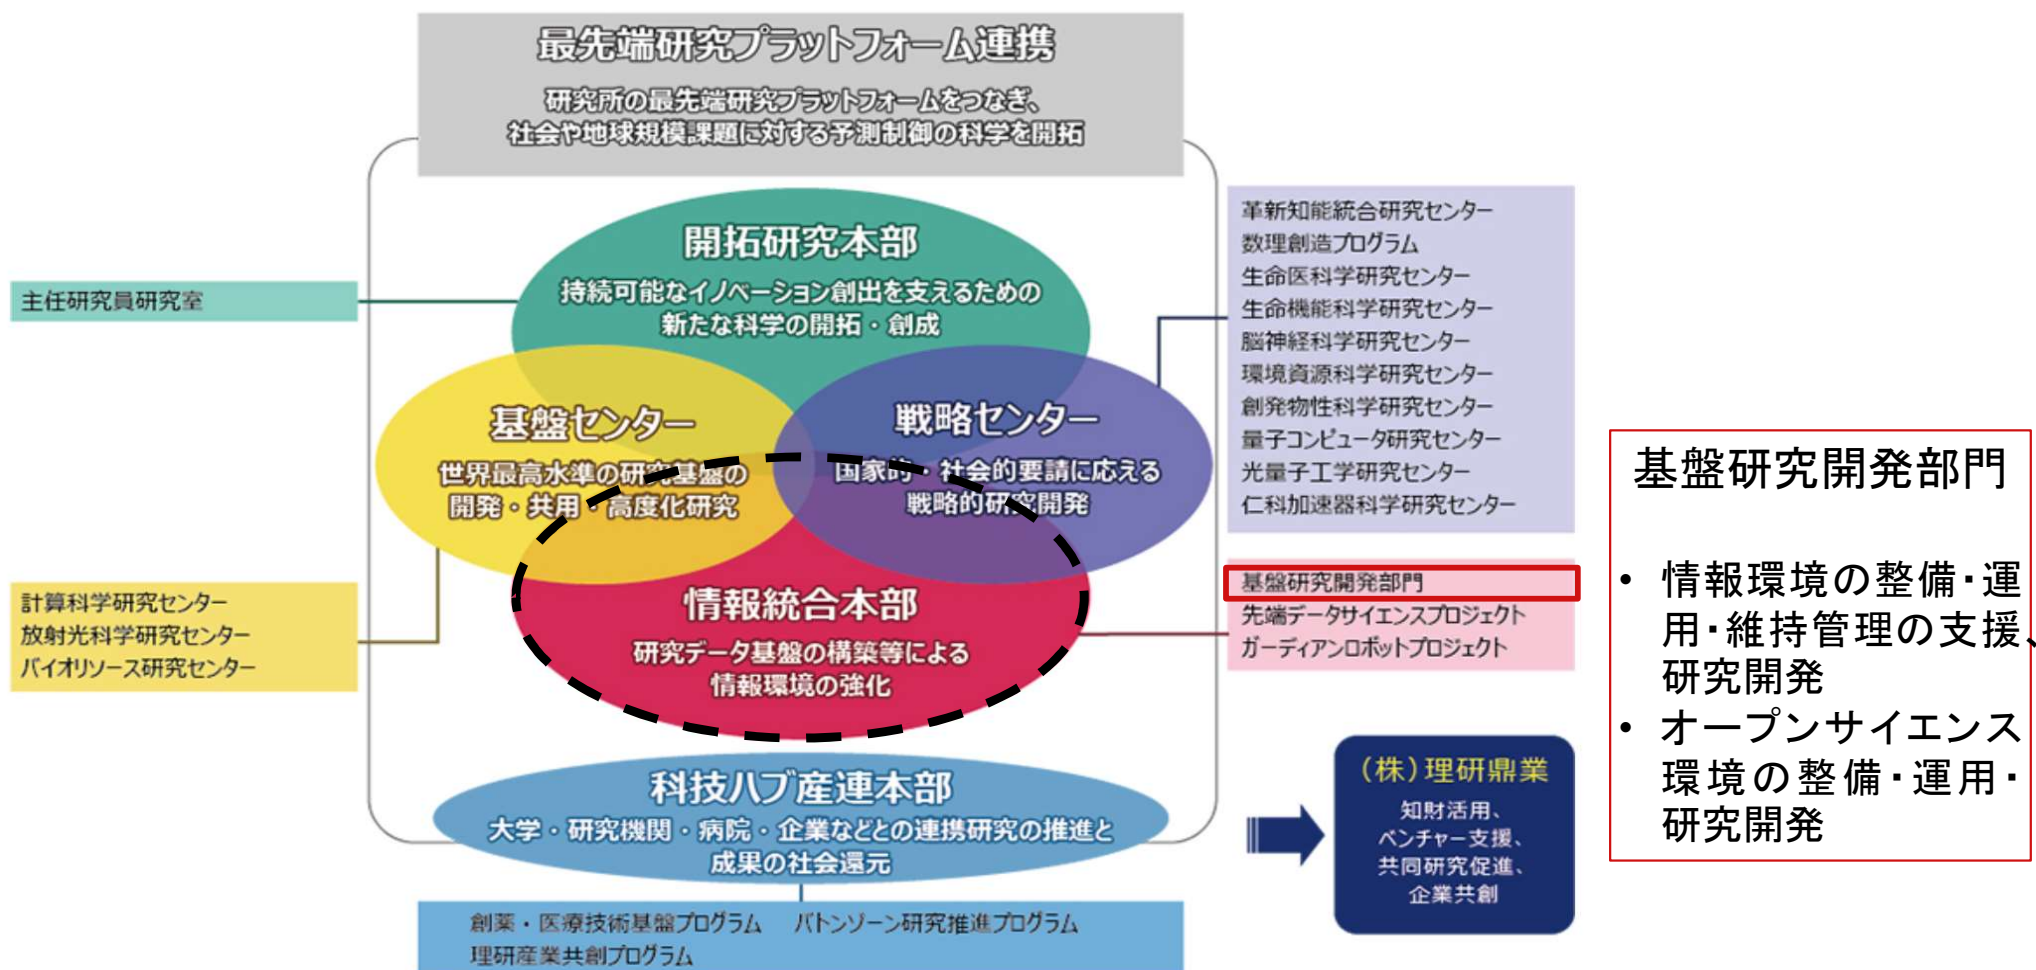 最先端研究プラットフォーム連携
研究所の最先端研究プラットフォームをつなぎ、
社会や地球規模課題に対する予測制御の科学を開拓
開拓研究本部
持続可能なイノベーション創出を支えるための
新たな科学の開拓・創成
主任研究員研究室
基盤センター
世界最高水準の研究基盤の
開発・共用・高度化研究
戦略センター
国家的・社会的要請に応える
戦略的研究開発
革新知能統合研究センター
数理創造プログラム
生命医科学研究センター
生命機能科学研究センター
脳神経科学研究センター
環境資源科学研究センター
創発物性科学研究センター
量子コンピュータ研究センター
光量子工学研究センター
仁科加速器科学研究センター
計算科学研究センター
放射光科学研究センター
バイオリソース研究センター
情報統合本部
研究データ基盤の構築等による
情報環境の強化
基盤研究開発部門
先端データサイエンスプロジェクト
ガーディアンロボットプロジェクト
科技ハブ産連本部
大学・研究機関・病院・企業などとの連携研究の推進と
成果の社会還元
創薬・医療技術基盤プログラム　バトンゾーン研究推進プログラム
理研産業共創プログラム
(株)理研鼎業
知財活用、
ベンチャー支援、
共同研究促進、
企業共創
基盤研究開発部門
• 情報環境の整備・運
用・維持管理の支援、
研究開発
• オープンサイエンス
環境の整備・運用・
研究開発